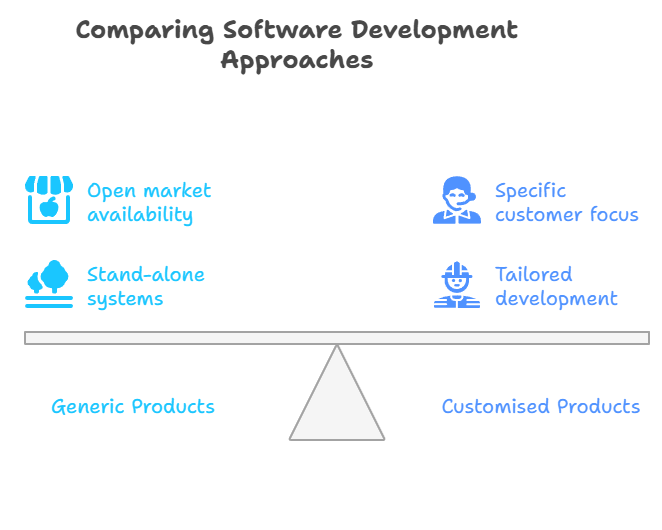 Comparing Software Development
Approaches
Open market
availability
Specific
customer focus
Stand-alone
systems
Tailored
development
Generic Products
Customised Products